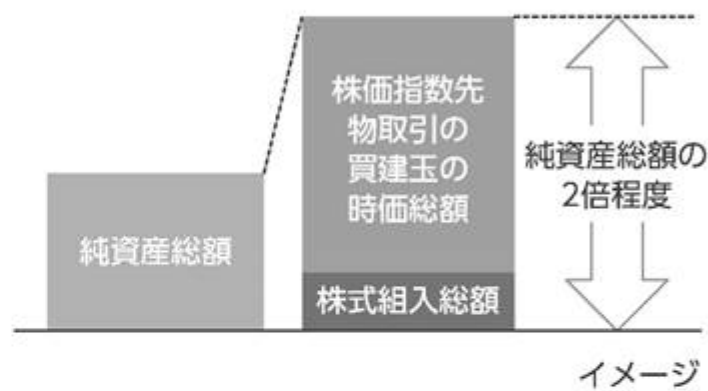 株価指数先
物取引の
買建玉の
時価総額
純資産総額の
2倍程度
純資産総額
株式組入総額
イメージ